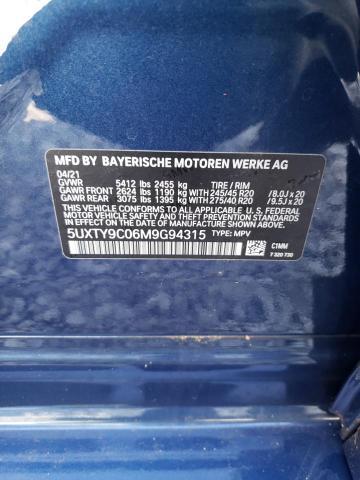 MFD BY BAYERISCHE MOTOREN WERKE AG
04/21
GVWR 5412 lbs 2455 kg TIRE / RIM
GAWR FRONT 2624 lbs 1190 kg WITH 245/45 R20 /8.0J x 20
GAWR REAR 3075 lbs 1395 kg WITH 275/40 R20 /9.5J x 20
THIS VEHICLE CONFORMS TO ALL APPLICABLE U.S. FEDERAL
MOTOR VEHICLE SAFETY AND THEFT PREVENTION STANDARDS
IN EFFECT ON THE DATE OF MANUFACTURE SHOWN ABOVE.
5UXTY9C06M9G94315 TYPE: MPV C1MM
7 320 730